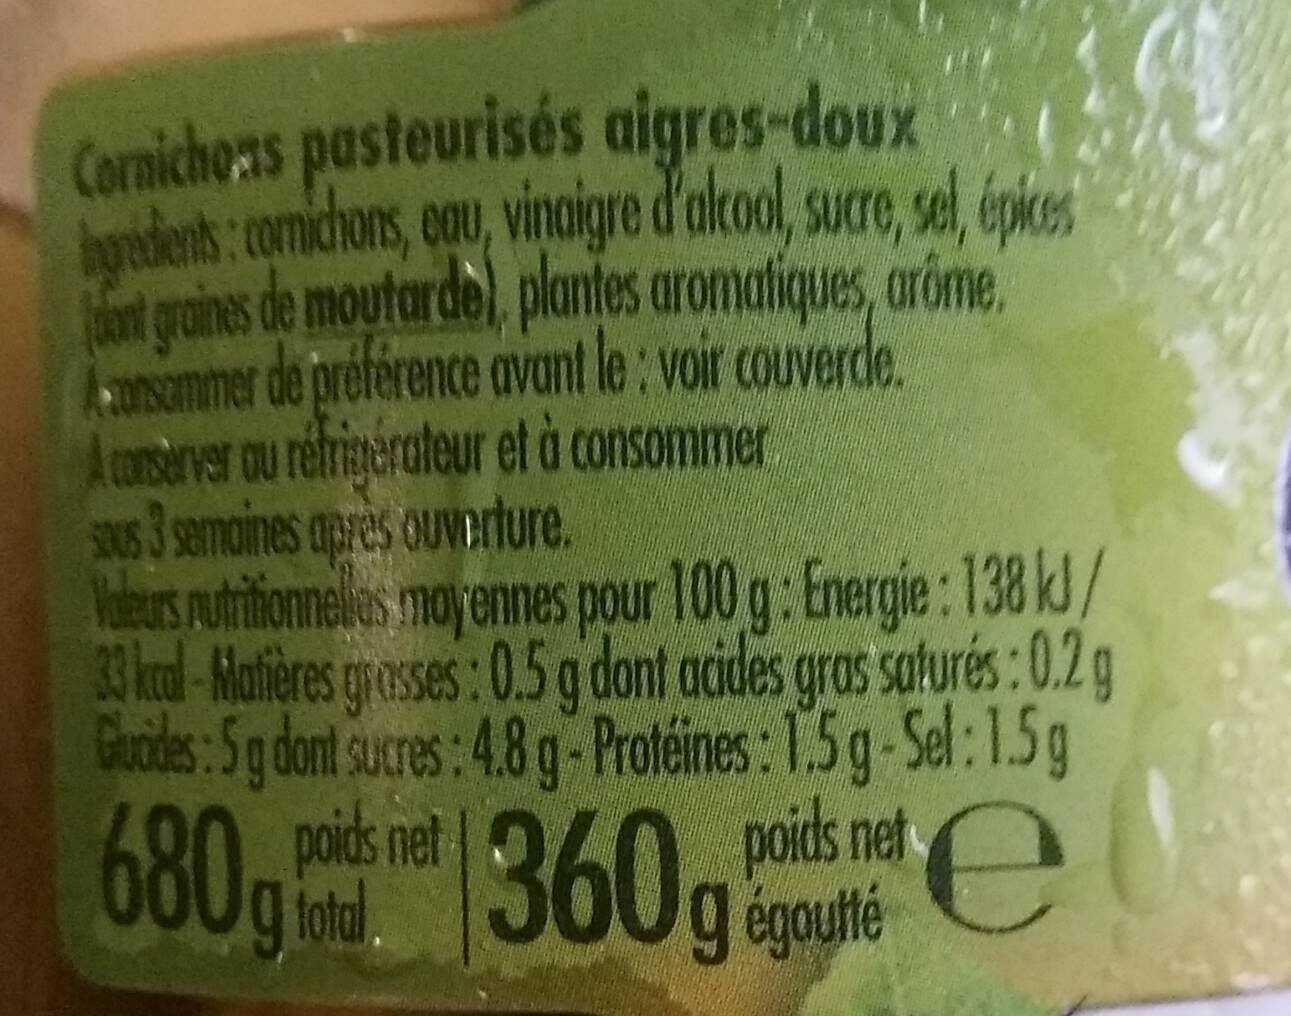 Cornichons pasteurisés aigres-doux
Ingrédients : cornichons, eau, vinaigre d'alcool, sucre, sel, épices
(dont graines de moutarde), plantes aromatiques, arôme.
A consommer de préférence avant le : voir couvercle.
A conserver au réfrigérateur et à consommer
sous 3 semaines après ouverture.
Valeurs nutritionnelles moyennes pour 100 g : Energie : 138 kJ /
33 kcal - Matières grasses : 0.5 g dont acides gras saturés : 0.2 g
Glucides : 5 g dont sucres : 4.8 g - Protéines : 1.5 g - Sel : 1.5 g
680 g poids net total | 360 g poids net égoutté e